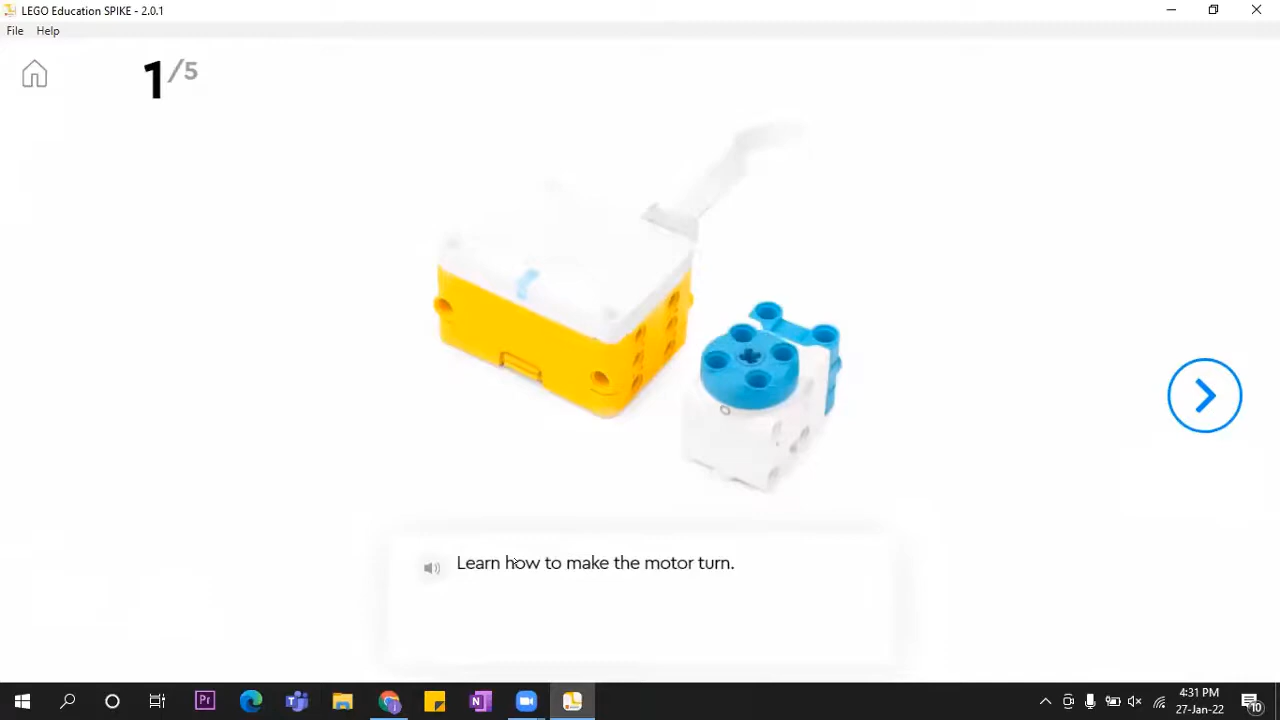 LEGO Education SPIKE - 2.0.1
File Help
1/5
Learn how to make the motor turn.
Pr
N
4:31 PM
27-Jan-22
10